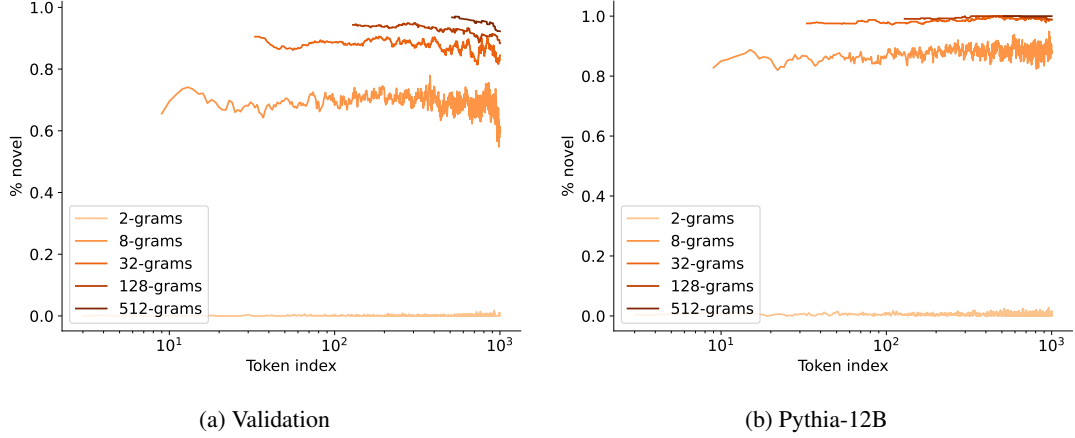 1.0
0.8
0.6
0.4
0.2
0.0
% novel
2-grams
8-grams
32-grams
128-grams
512-grams
10^1
10^2
10^3
Token index
(a) Validation
1.0
0.8
0.6
0.4
0.2
0.0
% novel
2-grams
8-grams
32-grams
128-grams
512-grams
10^1
10^2
10^3
Token index
(b) Pythia-12B